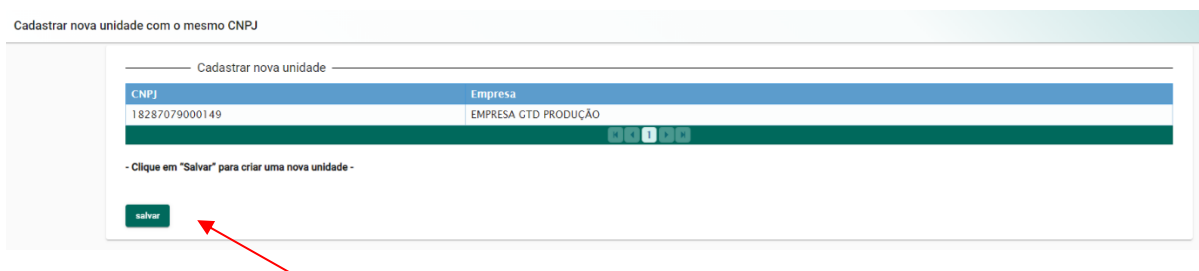 Cadastrar nova unidade com o mesmo CNPJ
Cadastrar nova unidade
CNPJ Empresa
18287079000149 EMPRESA GTD PRODUÇÃO
1
- Clique em "Salvar" para criar uma nova unidade -
salvar